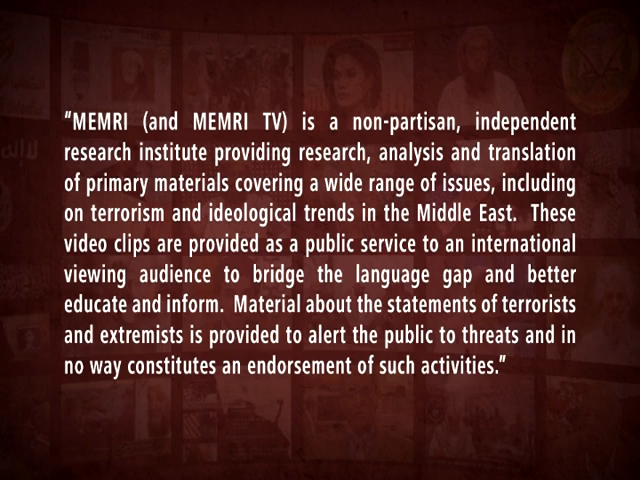 “MEMRI (and MEMRI TV) is a non-partisan, independent
research institute providing research, analysis and translation
of primary materials covering a wide range of issues, including
on terrorism and ideological trends in the Middle East. These
video clips are provided as a public service to an international
viewing audience to bridge the language gap and better
educate and inform. Material about the statements of terrorists
and extremists is provided to alert the public to threats and in
no way constitutes an endorsement of such activities.”